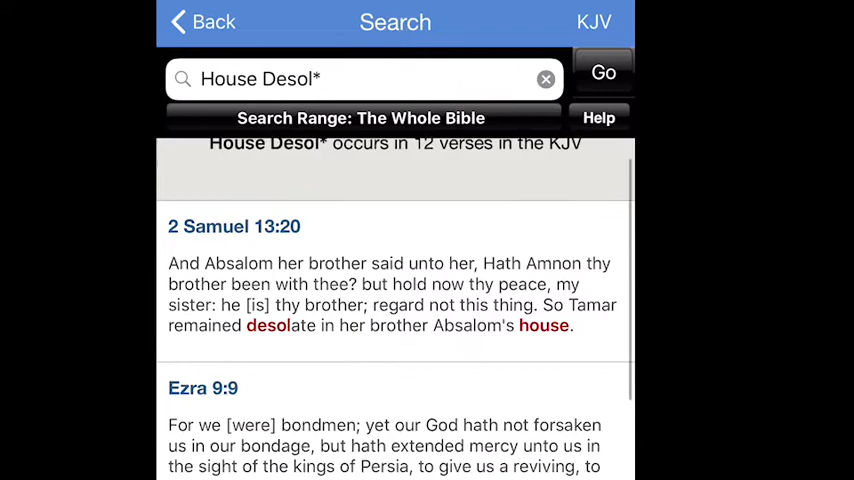 Back
Search
KJV
House Desol*
Go
Search Range: The Whole Bible
Help
House Desol* occurs in 12 verses in the KJV
2 Samuel 13:20
And Absalom her brother said unto her, Hath Amnon thy
brother been with thee? but hold now thy peace, my
sister: he [is] thy brother; regard not this thing. So Tamar
remained desolate in her brother Absalom's house.
Ezra 9:9
For we [were] bondmen; yet our God hath not forsaken
us in our bondage, but hath extended mercy unto us in
the sight of the kings of Persia, to give us a reviving, to